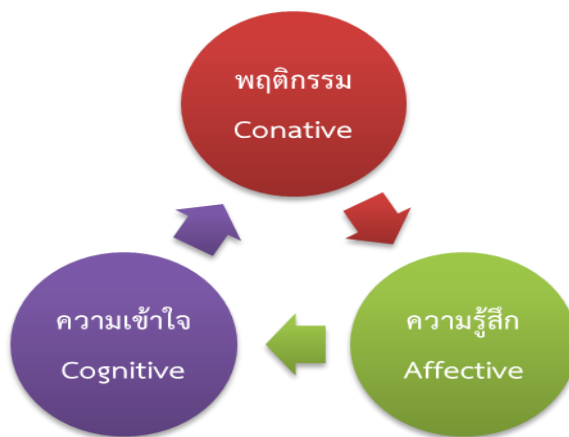 พฤติกรรม
Conative
ความเข้าใจ
Cognitive
ความรู้สึก
Affective